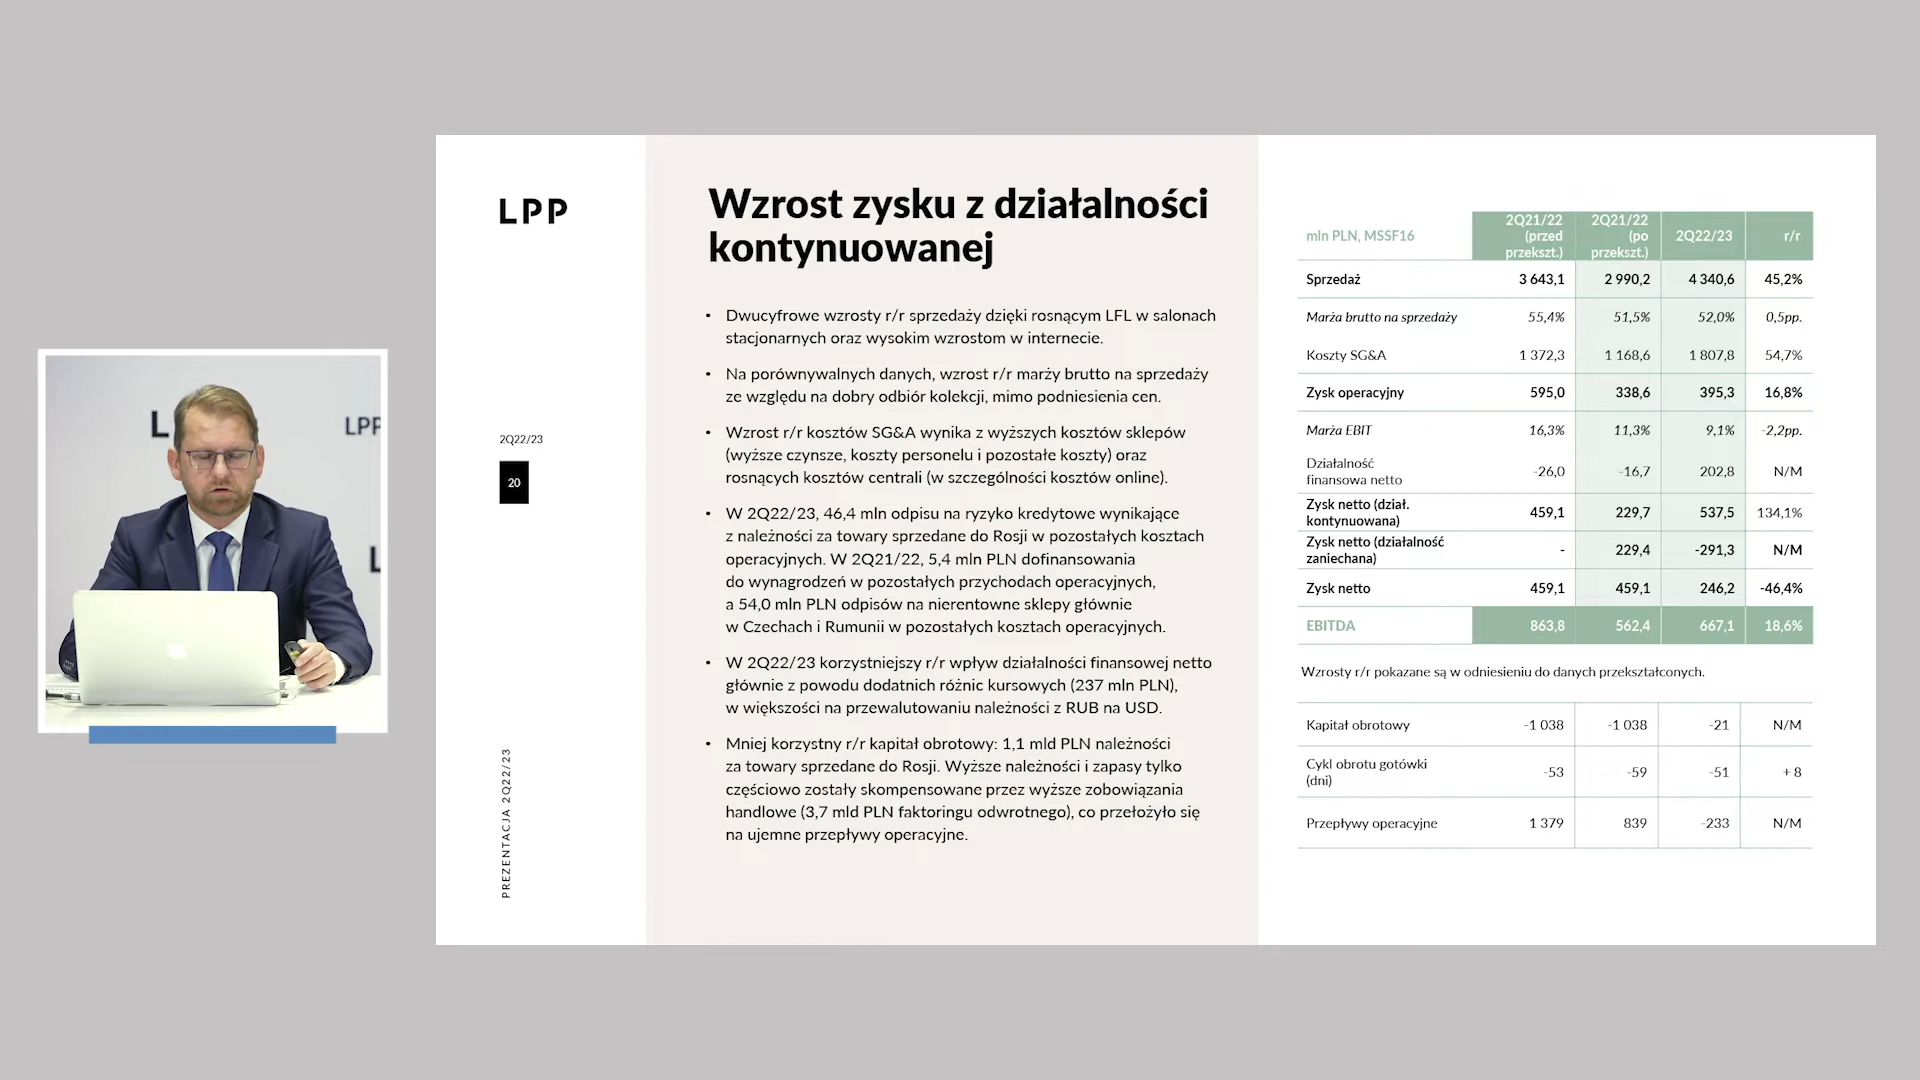 LPP
2Q22/23
20
PREZENTACJA 2Q22/23
L
LPP
L
Wzrost zysku z działalności
kontynuowanej
• Dwucyfrowe wzrosty r/r sprzedaży dzięki rosnącym LFL w salonach
stacjonarnych oraz wysokim wzrostom w internecie.
• Na porównywalnych danych, wzrost r/r marży brutto na sprzedaży
ze względu na dobry odbiór kolekcji, mimo podniesienia cen.
• Wzrost r/r kosztów SG&A wynika z wyższych kosztów sklepów
(wyższe czynsze, koszty personelu i pozostałe koszty) oraz
rosnących kosztów centrali (w szczególności kosztów online).
• W 2Q22/23, 46,4 mln odpisu na ryzyko kredytowe wynikające
z należności za towary sprzedane do Rosji w pozostałych kosztach
operacyjnych. W 2Q21/22, 5,4 mln PLN dofinansowania
do wynagrodzeń w pozostałych przychodach operacyjnych,
a 54,0 mln PLN odpisów na nierentowne sklepy głównie
w Czechach i Rumunii w pozostałych kosztach operacyjnych.
• W 2Q22/23 korzystniejszy r/r wpływ działalności finansowej netto
głównie z powodu dodatnich różnic kursowych (237 mln PLN),
w większości na przewalutowaniu należności z RUB na USD.
• Mniej korzystny r/r kapitał obrotowy: 1,1 mld PLN należności
za towary sprzedane do Rosji. Wyższe należności i zapasy tylko
częściowo zostały skompensowane przez wyższe zobowiązania
handlowe (3,7 mld PLN faktoringu odwrotnego), co przełożyło się
na ujemne przepływy operacyjne.
mln PLN, MSSF16 2Q21/22 (przed przekszt.) 2Q21/22 (po przekszt.) 2Q22/23 r/r
Sprzedaż 3 643,1 2 990,2 4 340,6 45,2%
Marża brutto na sprzedaży 55,4% 51,5% 52,0% 0,5pp.
Koszty SG&A 1 372,3 1 168,6 1 807,8 54,7%
Zysk operacyjny 595,0 338,6 395,3 16,8%
Marża EBIT 16,3% 11,3% 9,1% -2,2pp.
Działalność finansowa netto -26,0 -16,7 202,8 N/M
Zysk netto (dział. kontynuowana) 459,1 229,7 537,5 134,1%
Zysk netto (działalność zaniechana) - 229,4 -291,3 N/M
Zysk netto 459,1 459,1 246,2 -46,4%
EBITDA 863,8 562,4 667,1 18,6%
Wzrosty r/r pokazane są w odniesieniu do danych przekształconych.
Kapitał obrotowy -1 038 -1 038 -21 N/M
Cykl obrotu gotówki (dni) -53 -59 -51 + 8
Przepływy operacyjne 1 379 839 -233 N/M